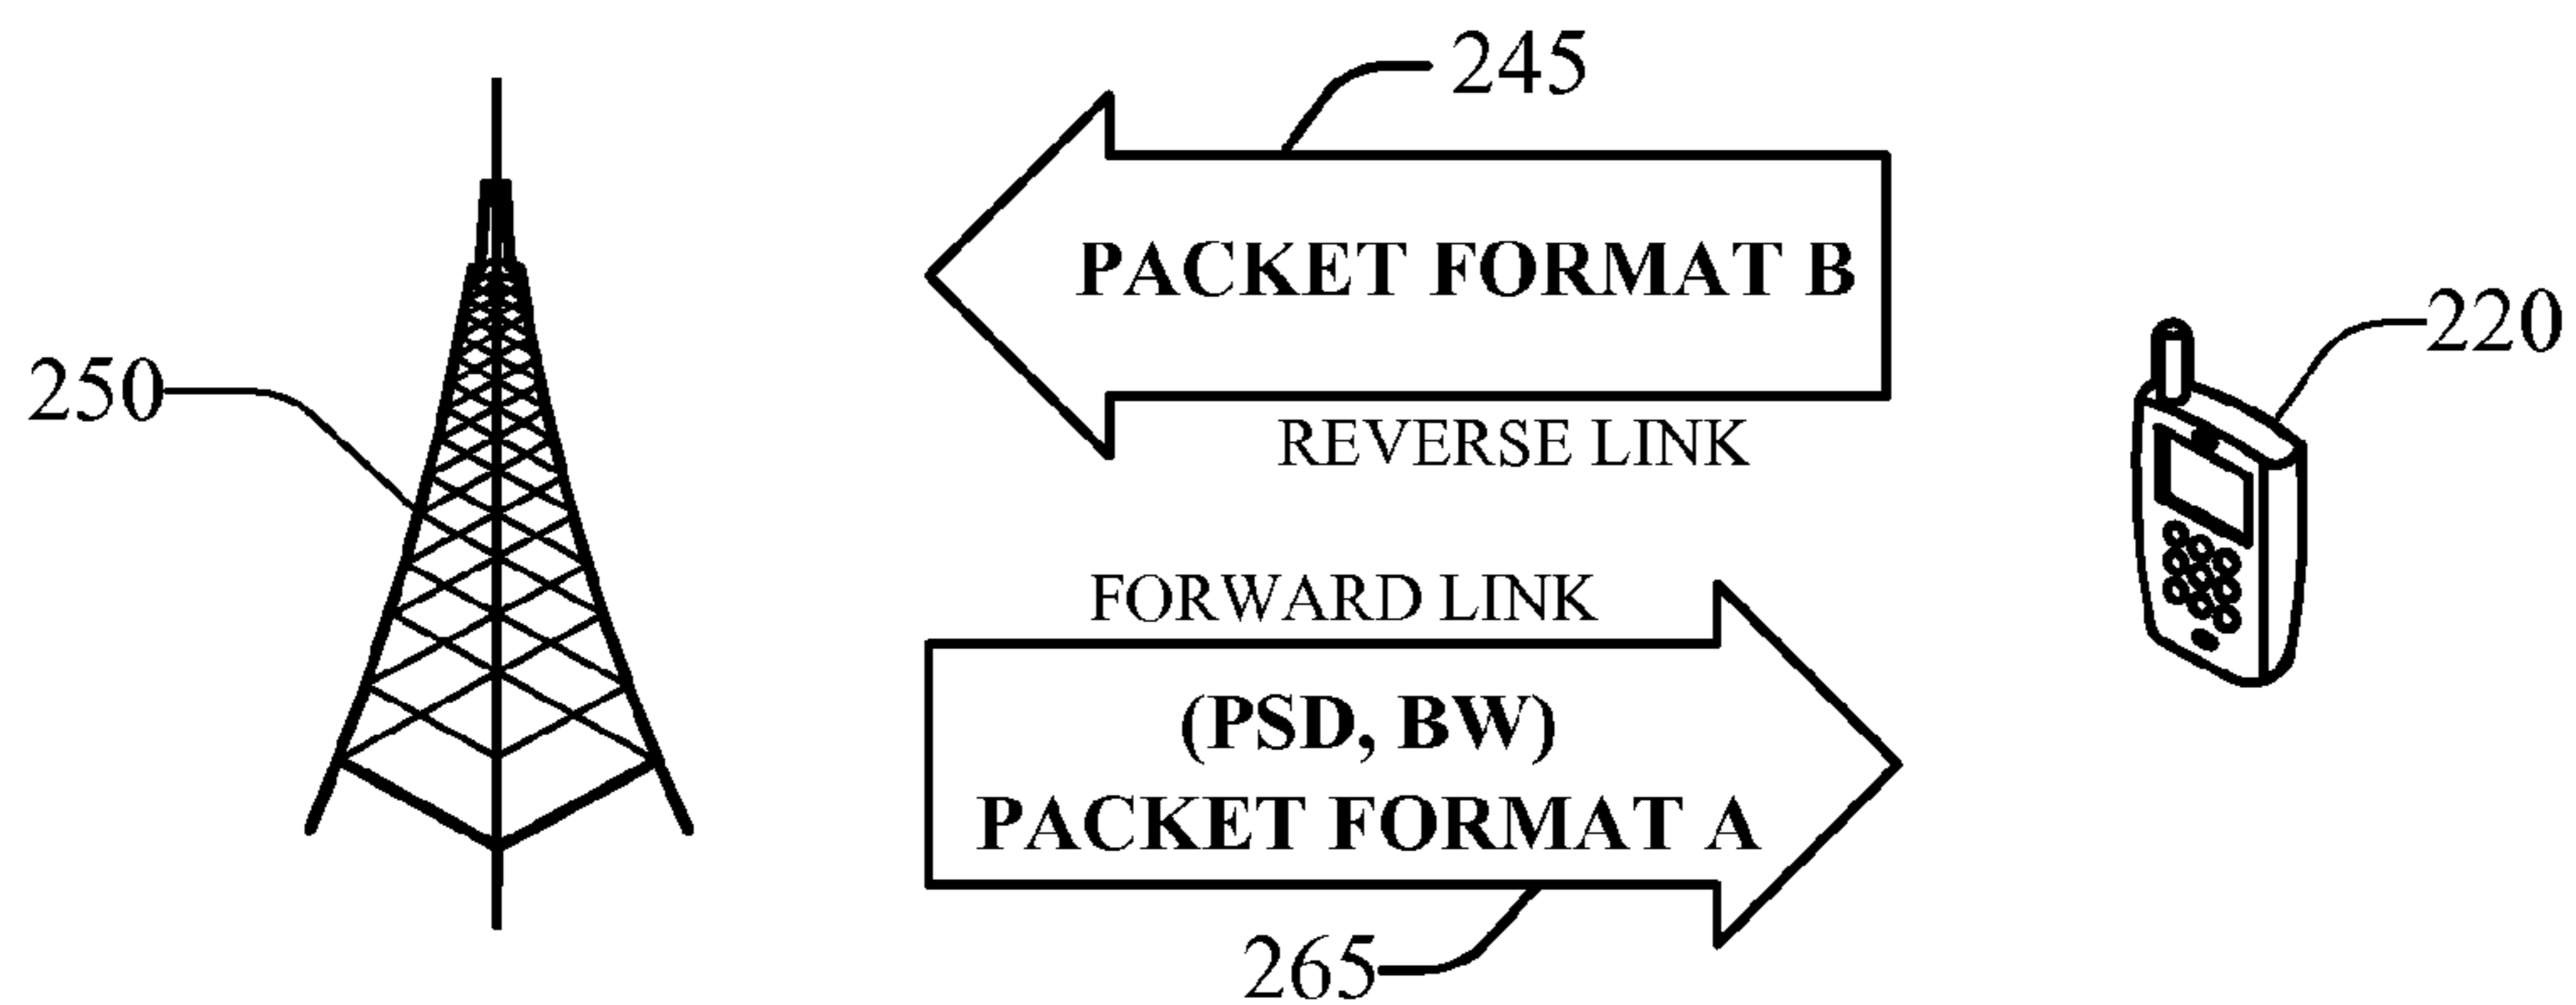 245
PACKET FORMAT B
220
250
REVERSE LINK
FORWARD LINK
(PSD, BW)
PACKET FORMAT A
265